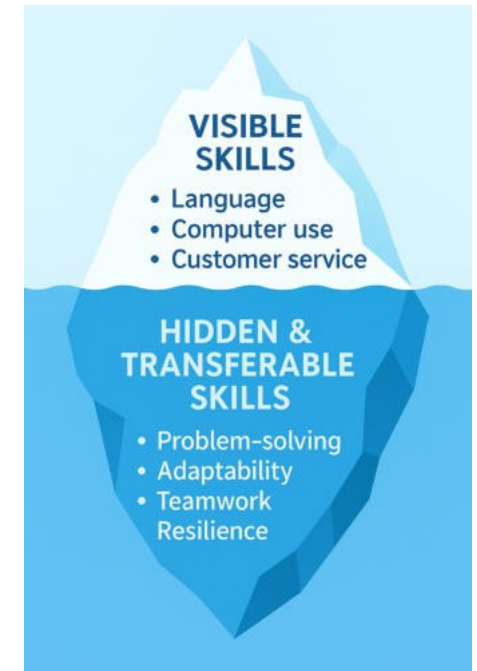 VISIBLE
SKILLS
• Language
• Computer use
• Customer service
HIDDEN &
TRANSFERABLE
SKILLS
• Problem-solving
• Adaptability
• Teamwork
Resilience